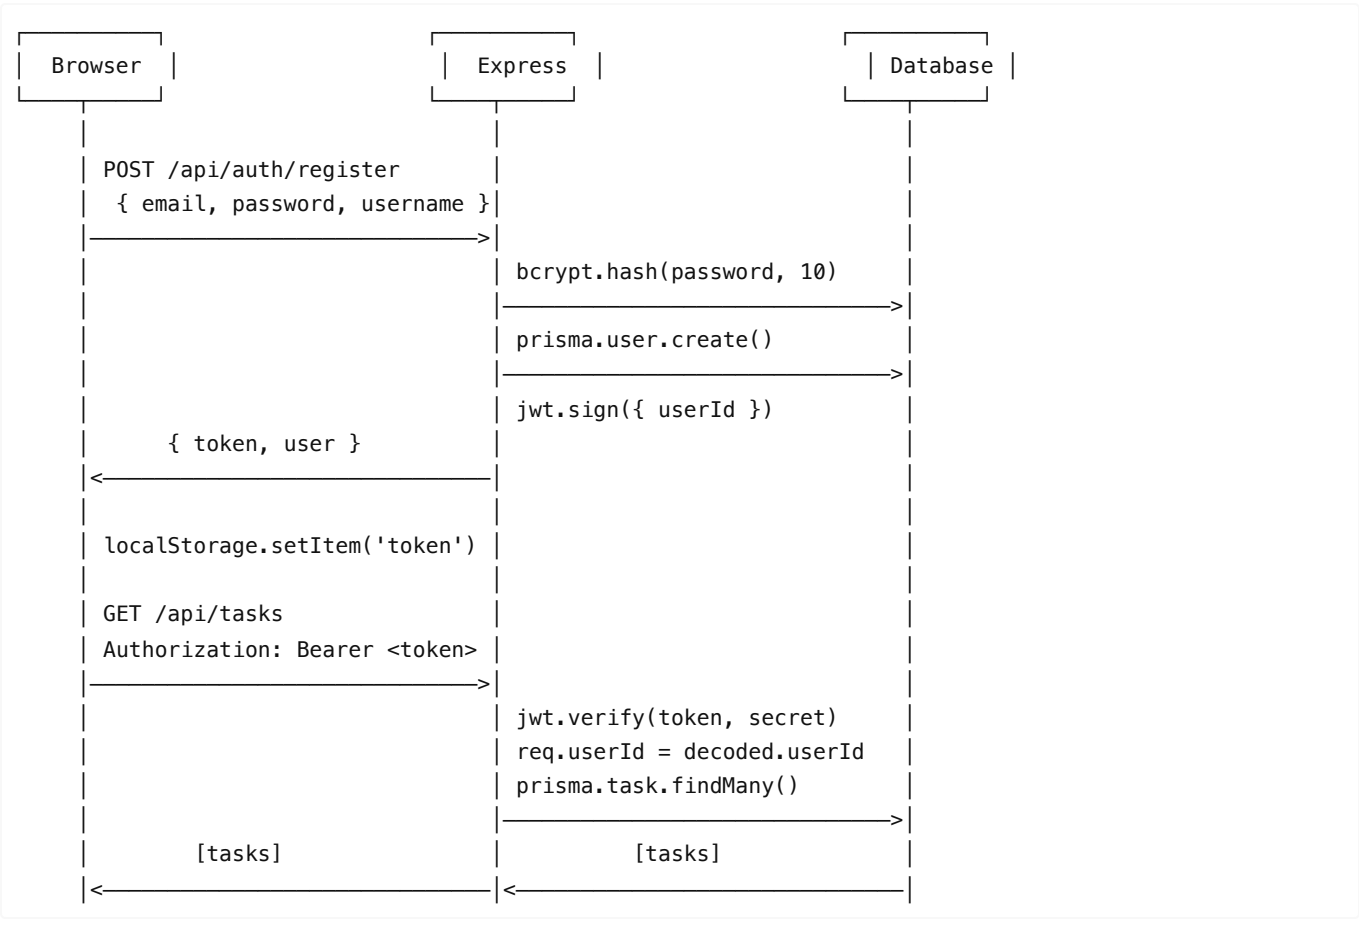 Browser Express Database
POST /api/auth/register
{ email, password, username }
bcrypt.hash(password, 10)
prisma.user.create()
jwt.sign({ userId })
{ token, user }
localStorage.setItem('token')
GET /api/tasks
Authorization: Bearer <token>
jwt.verify(token, secret)
req.userId = decoded.userId
prisma.task.findMany()
[tasks] [tasks]